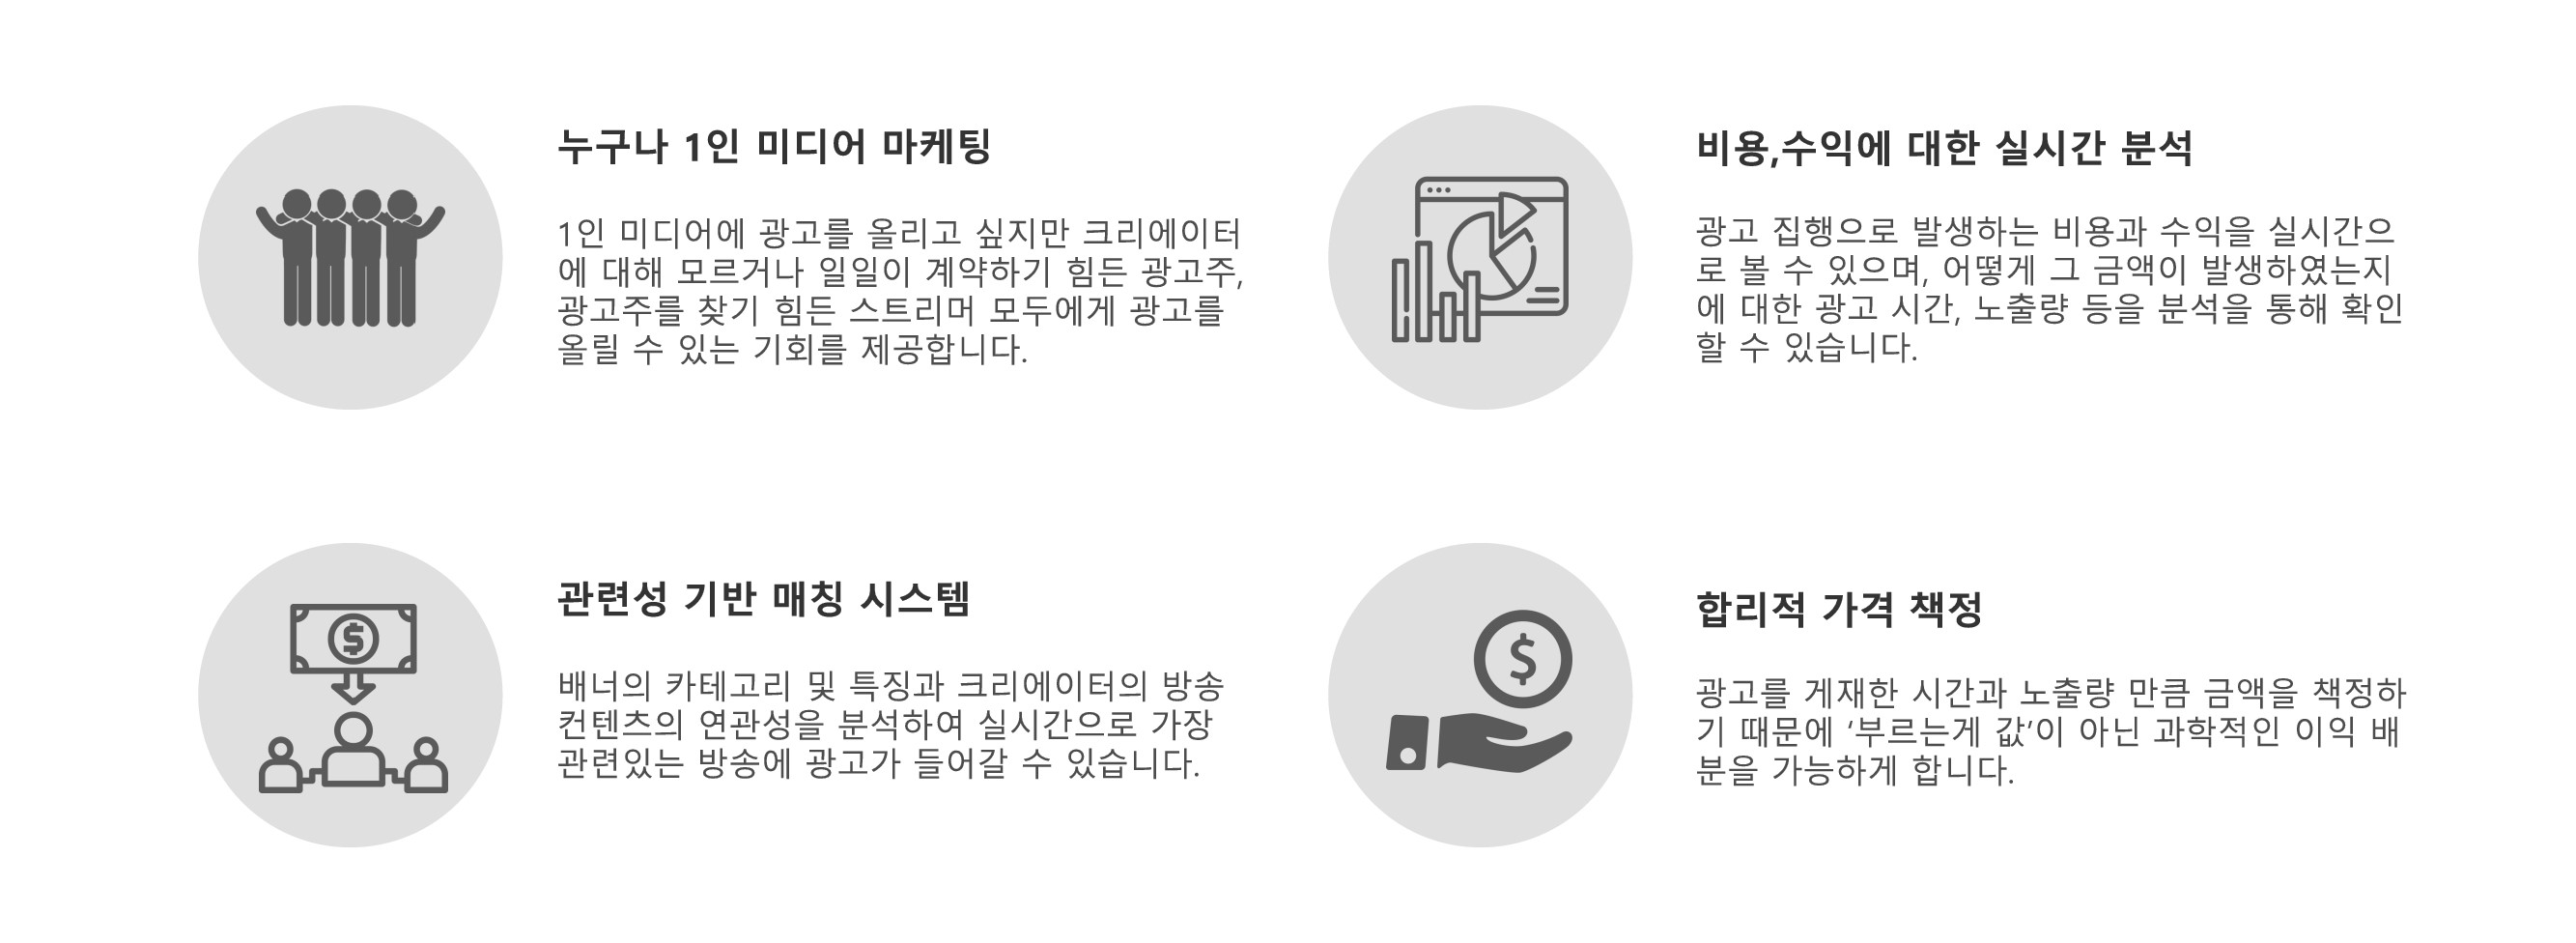 누구나 1인 미디어 마케팅
1인 미디어에 광고를 올리고 싶지만 크리에이터
에 대해 모르거나 일일이 계약하기 힘든 광고주,
광고주를 찾기 힘든 스트리머 모두에게 광고를
올릴 수 있는 기회를 제공합니다.
비용,수익에 대한 실시간 분석
광고 집행으로 발생하는 비용과 수익을 실시간으
로 볼 수 있으며, 어떻게 그 금액이 발생하였는지
에 대한 광고 시간, 노출량 등을 분석을 통해 확인
할 수 있습니다.
관련성 기반 매칭 시스템
배너의 카테고리 및 특징과 크리에이터의 방송
컨텐츠의 연관성을 분석하여 실시간으로 가장
관련있는 방송에 광고가 들어갈 수 있습니다.
합리적 가격 책정
광고를 게재한 시간과 노출량 만큼 금액을 책정하
기 때문에 ‘부르는게 값’이 아닌 과학적인 이익 배
분을 가능하게 합니다.